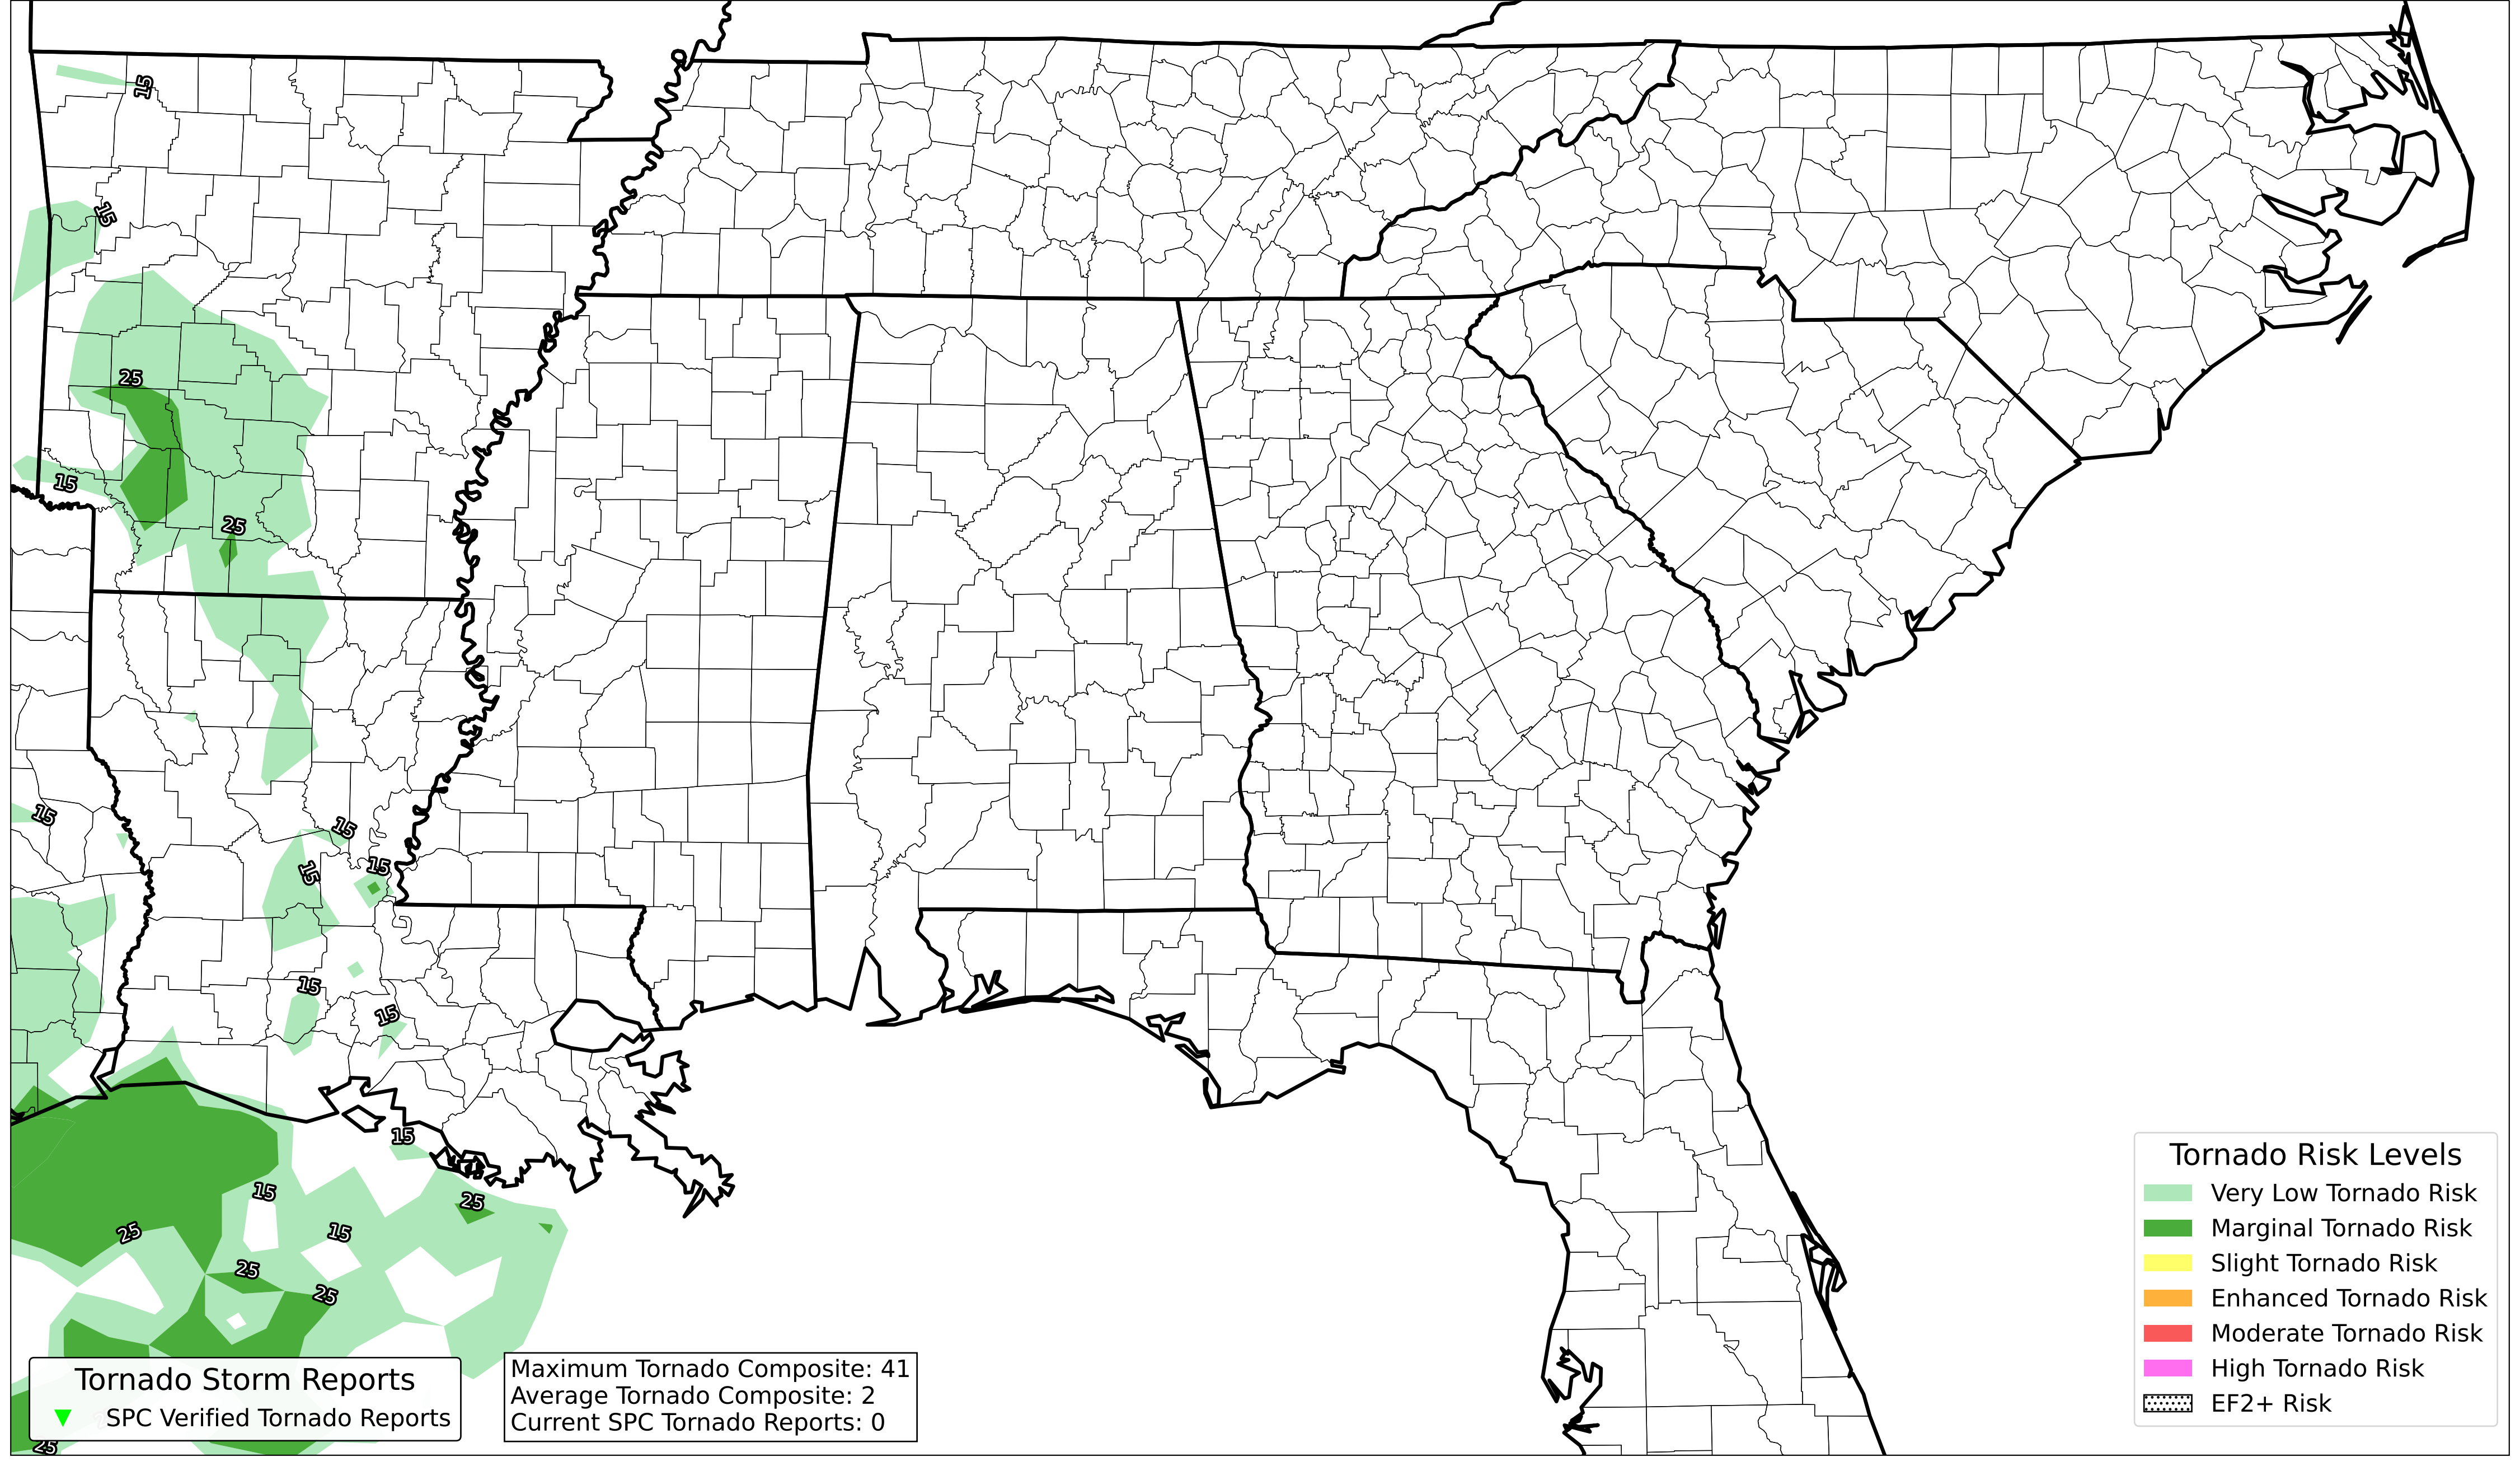 15
15
25
15
25
15
15
15
15
15
15
15
15
25
25
15
25
25
25
Tornado Storm Reports
SPC Verified Tornado Reports
Maximum Tornado Composite: 41
Average Tornado Composite: 2
Current SPC Tornado Reports: 0
Tornado Risk Levels
Very Low Tornado Risk
Marginal Tornado Risk
Slight Tornado Risk
Enhanced Tornado Risk
Moderate Tornado Risk
High Tornado Risk
EF2+ Risk